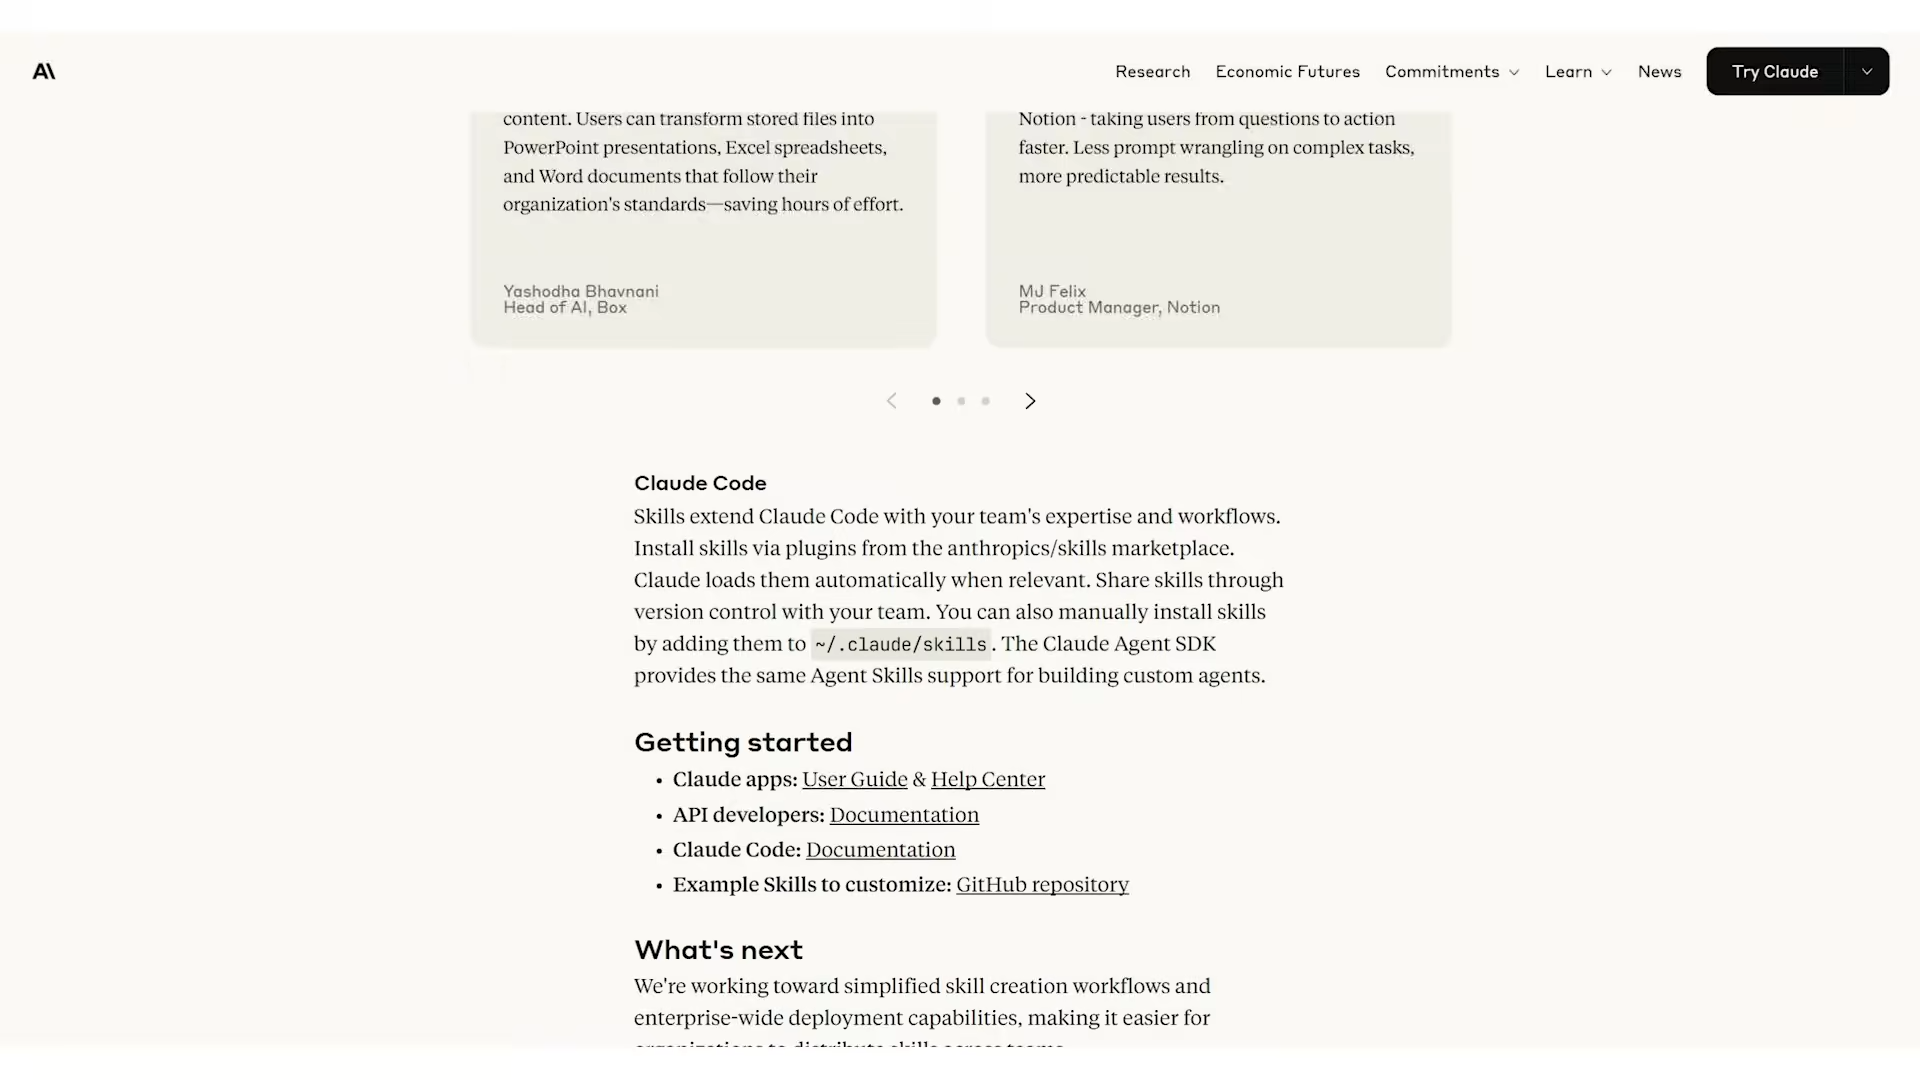 Research Economic Futures Commitments Learn News Try Claude
content. Users can transform stored files into
PowerPoint presentations, Excel spreadsheets,
and Word documents that follow their
organization's standards—saving hours of effort.
Yashodha Bhavnani
Head of AI, Box
Notion - taking users from questions to action
faster. Less prompt wrangling on complex tasks,
more predictable results.
MJ Felix
Product Manager, Notion
Claude Code
Skills extend Claude Code with your team's expertise and workflows.
Install skills via plugins from the anthropics/skills marketplace.
Claude loads them automatically when relevant. Share skills through
version control with your team. You can also manually install skills
by adding them to ~/.claude/skills. The Claude Agent SDK
provides the same Agent Skills support for building custom agents.
Getting started
• Claude apps: User Guide & Help Center
• API developers: Documentation
• Claude Code: Documentation
• Example Skills to customize: GitHub repository
What's next
We're working toward simplified skill creation workflows and
enterprise-wide deployment capabilities, making it easier for
organizations to distribute skills across teams.